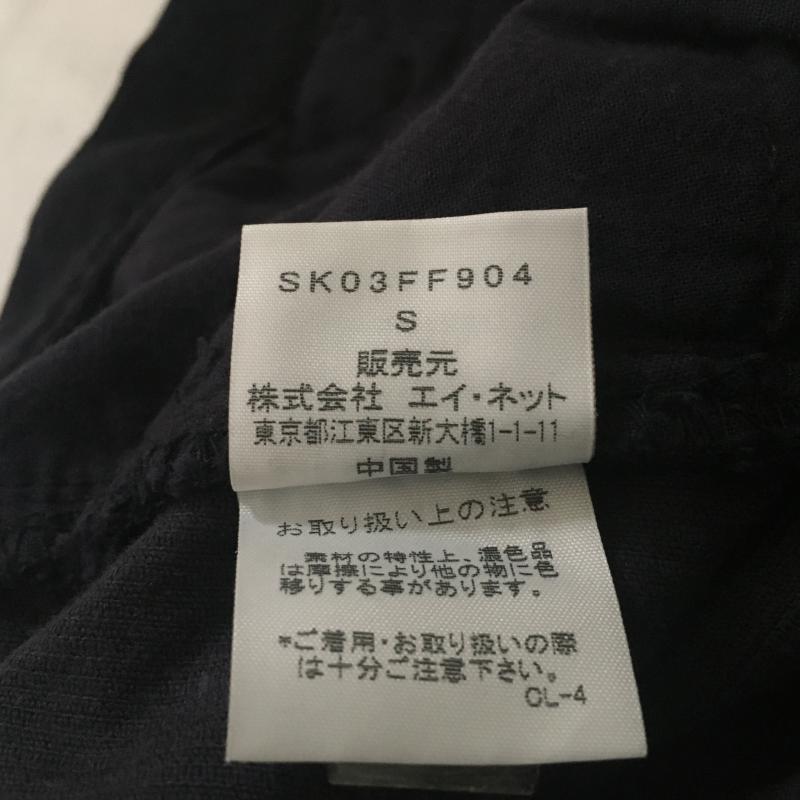 SK03FF904
S
販売元
株式会社 エイ・ネット
東京都江東区新大橋1-1-11
中国製
お取り扱い上の注意
素材の特性上、濃色品
は摩擦により他の物に色
移りする事があります。
*ご着用・お取り扱いの際
は十分ご注意下さい。
CL-4